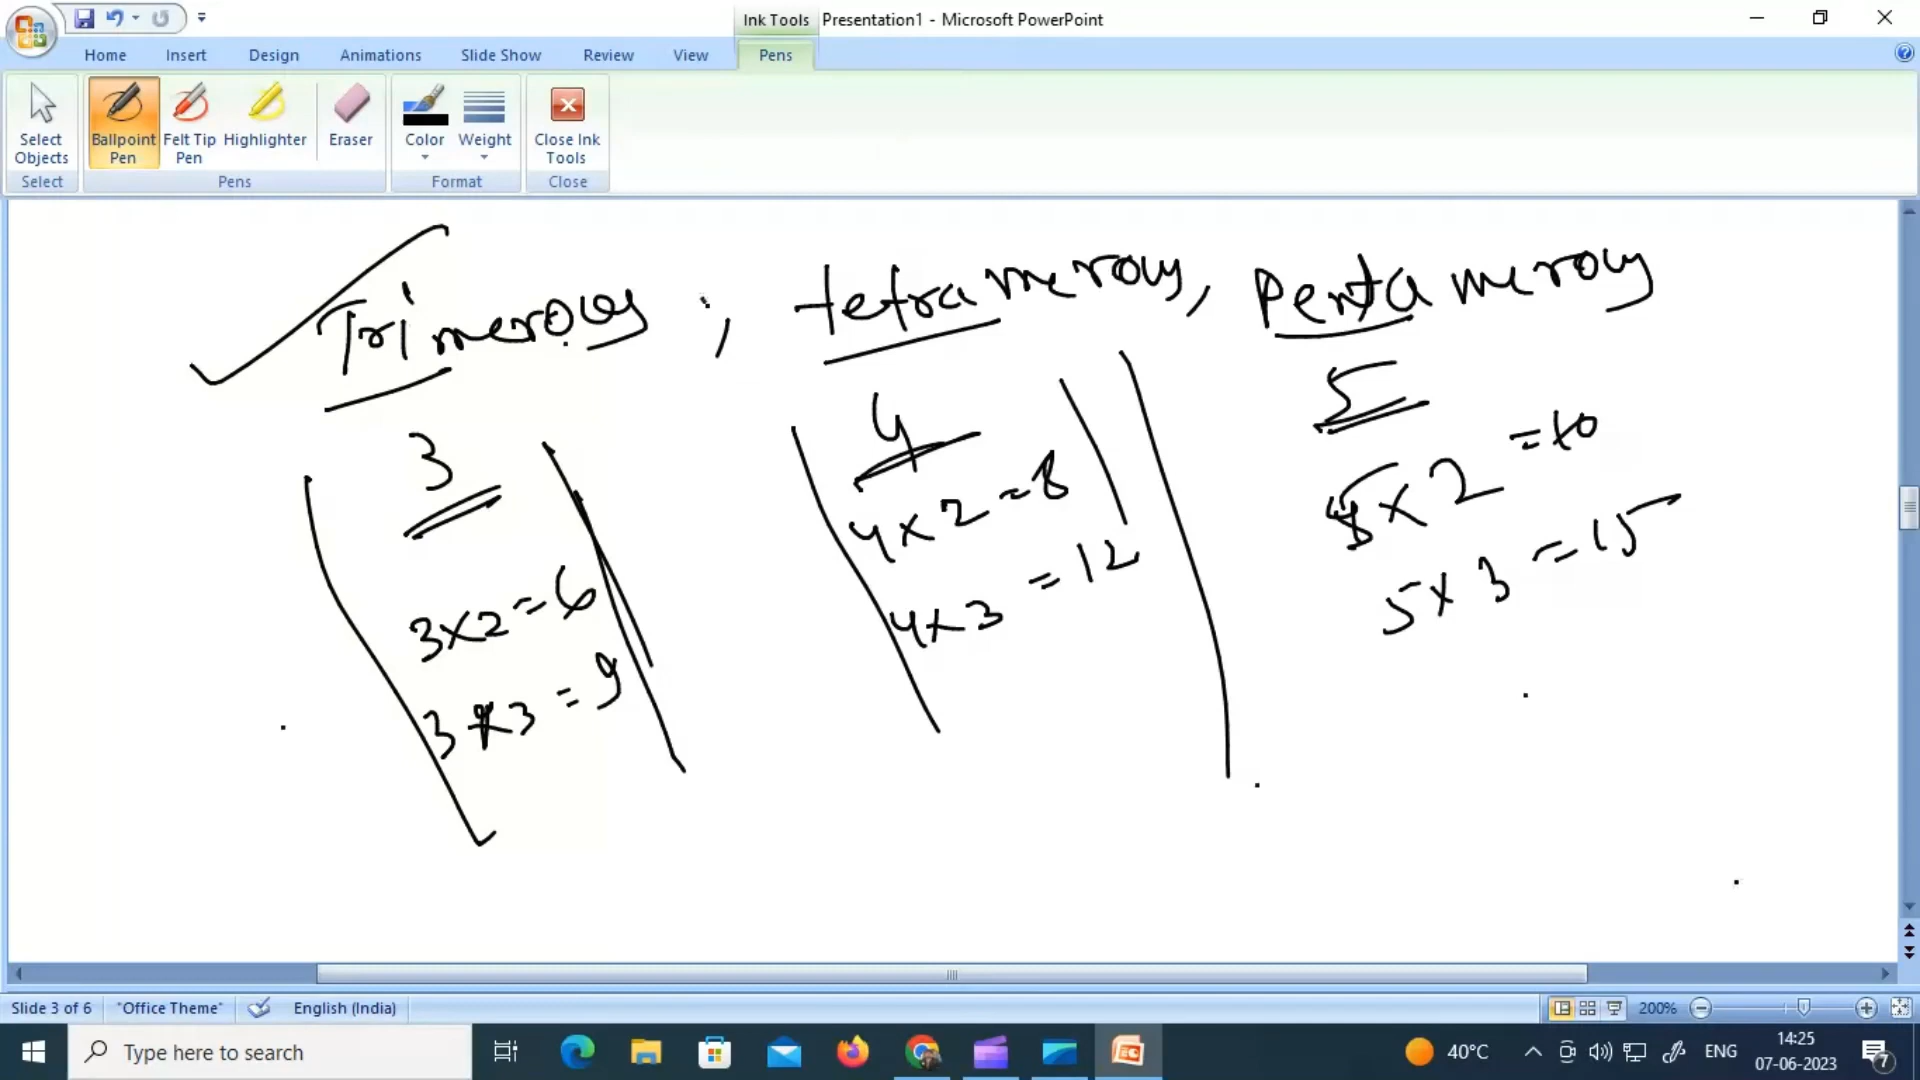 Ink Tools Presentation1 - Microsoft PowerPoint
Home Insert Design Animations Slide Show Review View Pens
Select Objects
Ballpoint Pen
Felt Tip Pen
Highlighter
Eraser
Color
Weight
Close Ink Tools
Select Pens Format Close
Trimerous, tetramerous, Pentamerous
3
3x2=6
3x3=9
4
4x2=8
4x3=12
5
5x2=10
5x3=15
Slide 3 of 6 "Office Theme" English (India) 200%
Type here to search
40°C
ENG
14:25
07-06-2023
7